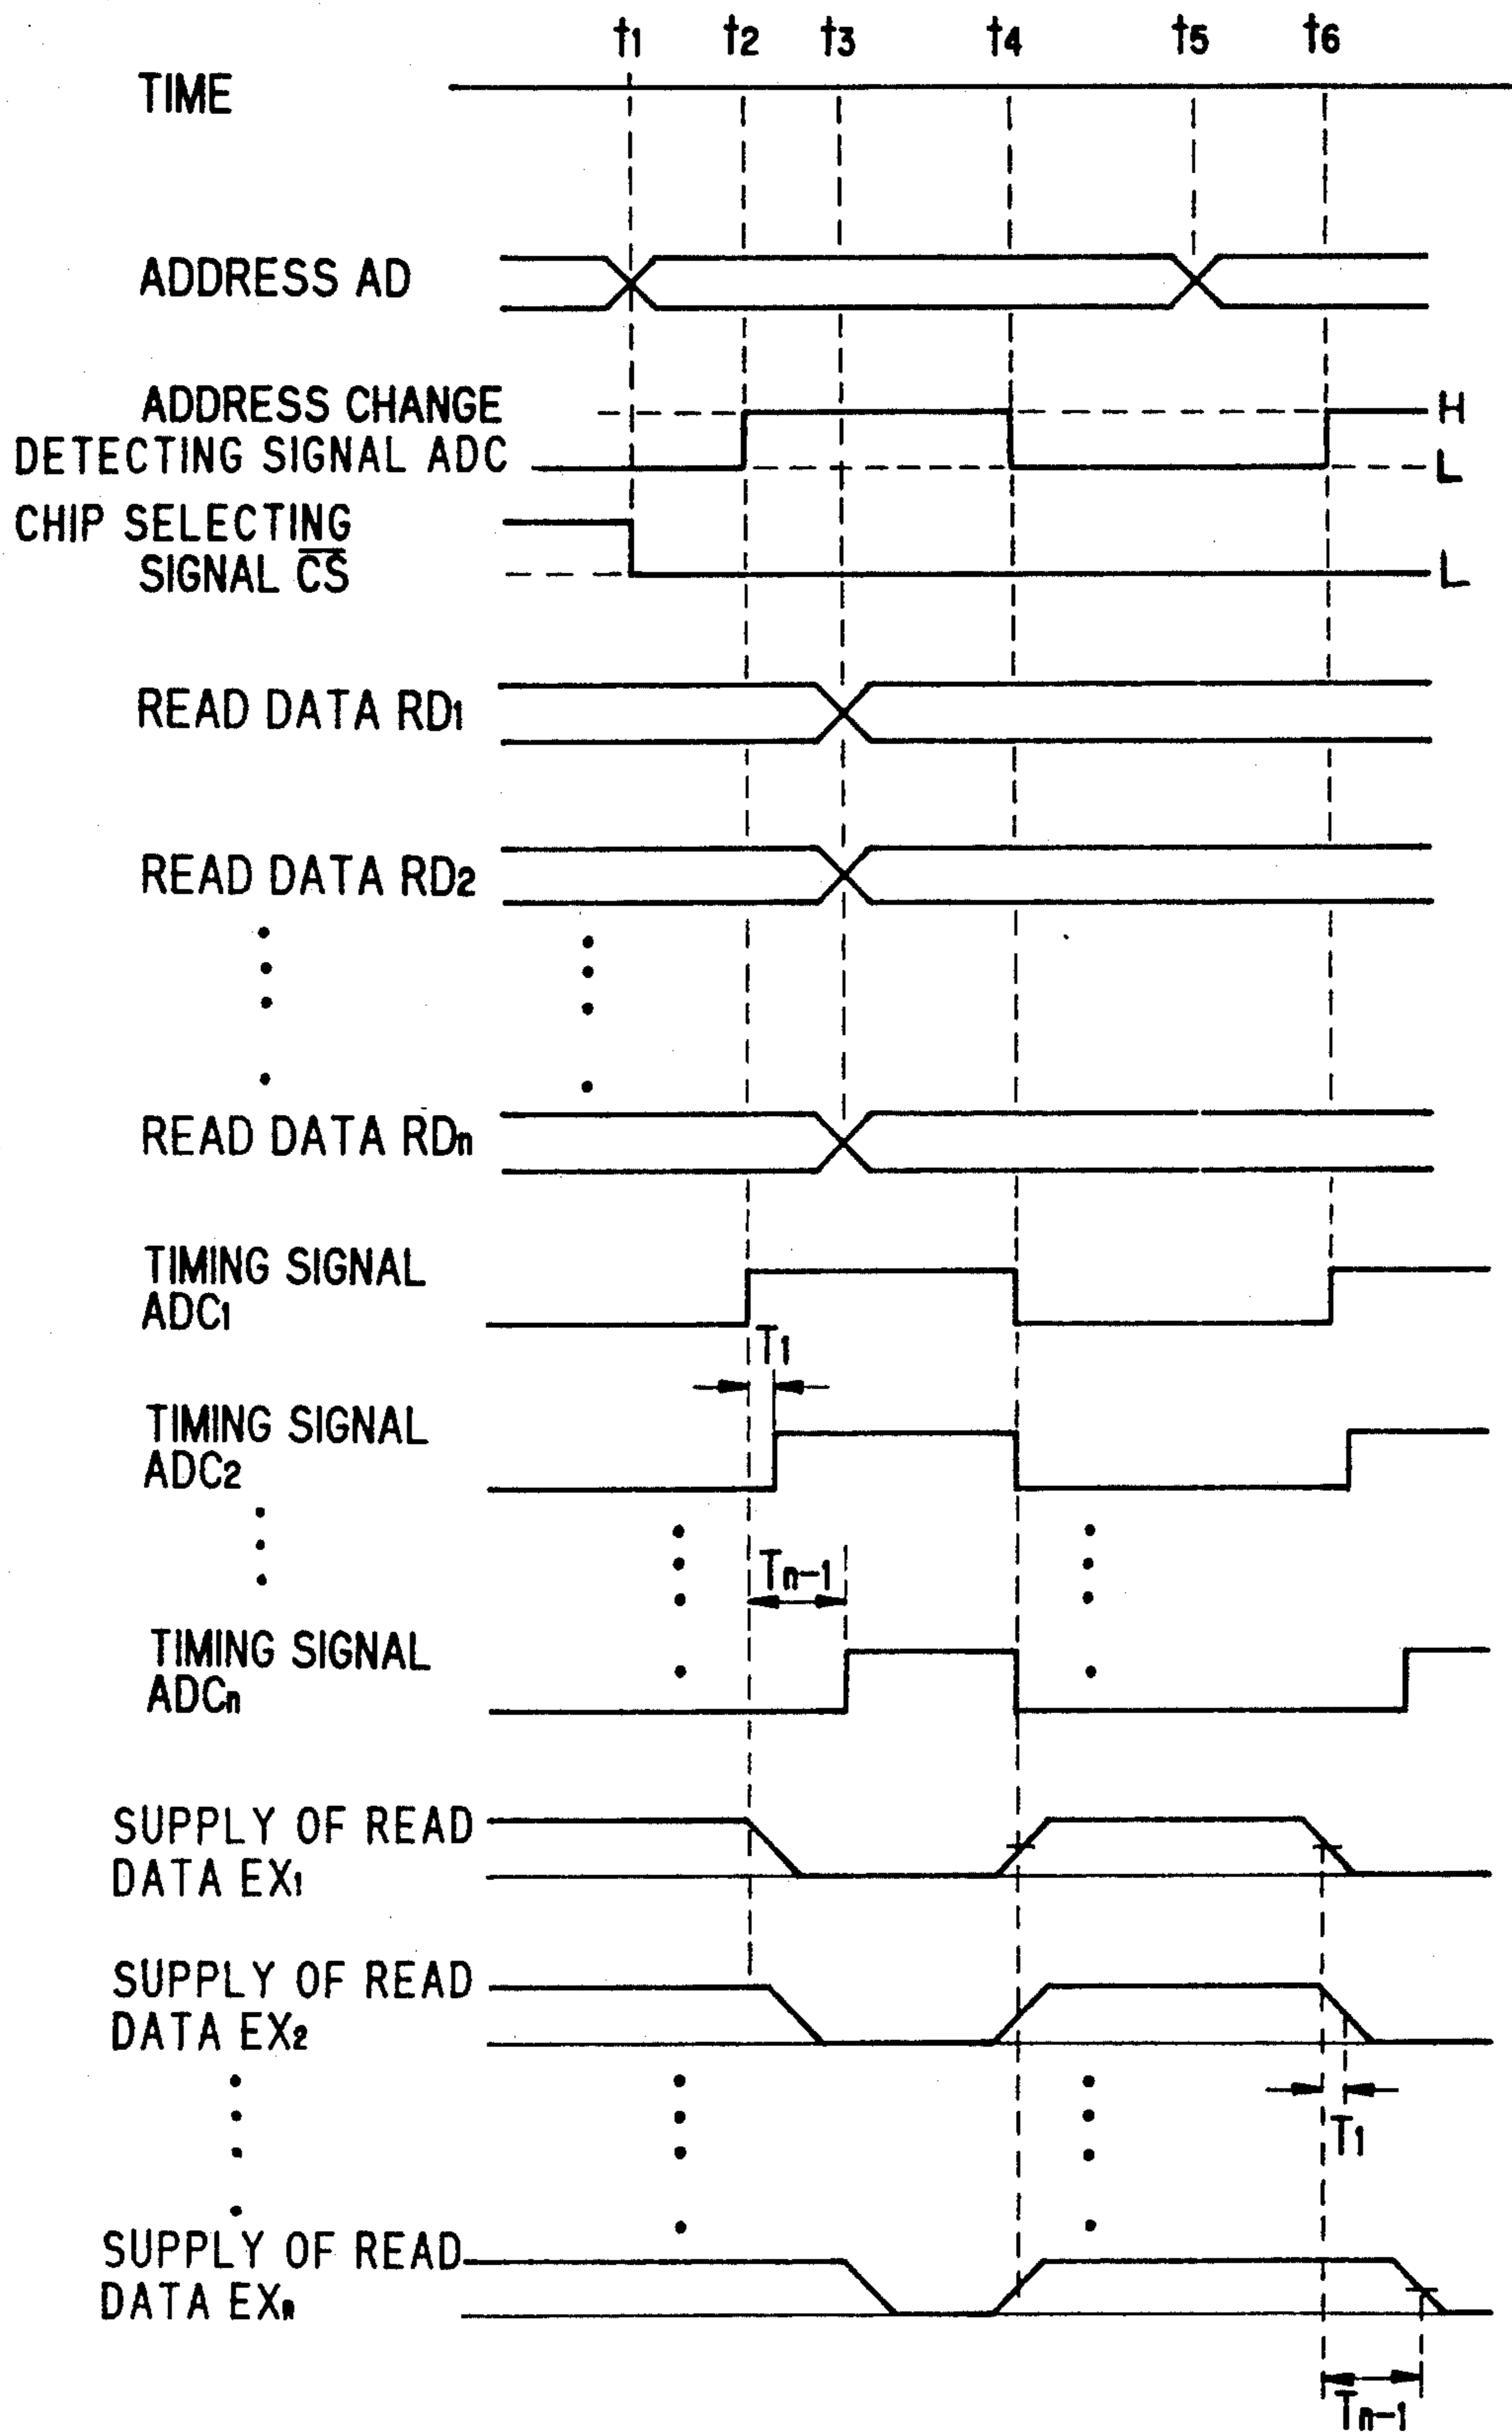 t1 t2 t3 t4 t5 t6
TIME
ADDRESS AD
ADDRESS CHANGE
H
DETECTING SIGNAL ADC
L
CHIP SELECTING
SIGNAL C̅S̅
L
READ DATA RD1
READ DATA RD2
READ DATA RDn
TIMING SIGNAL
ADC1
T1
TIMING SIGNAL
ADC2
Tn-1
TIMING SIGNAL
ADCn
SUPPLY OF READ
DATA EX1
SUPPLY OF READ
DATA EX2
T1
SUPPLY OF READ
DATA EXn
Tn-1